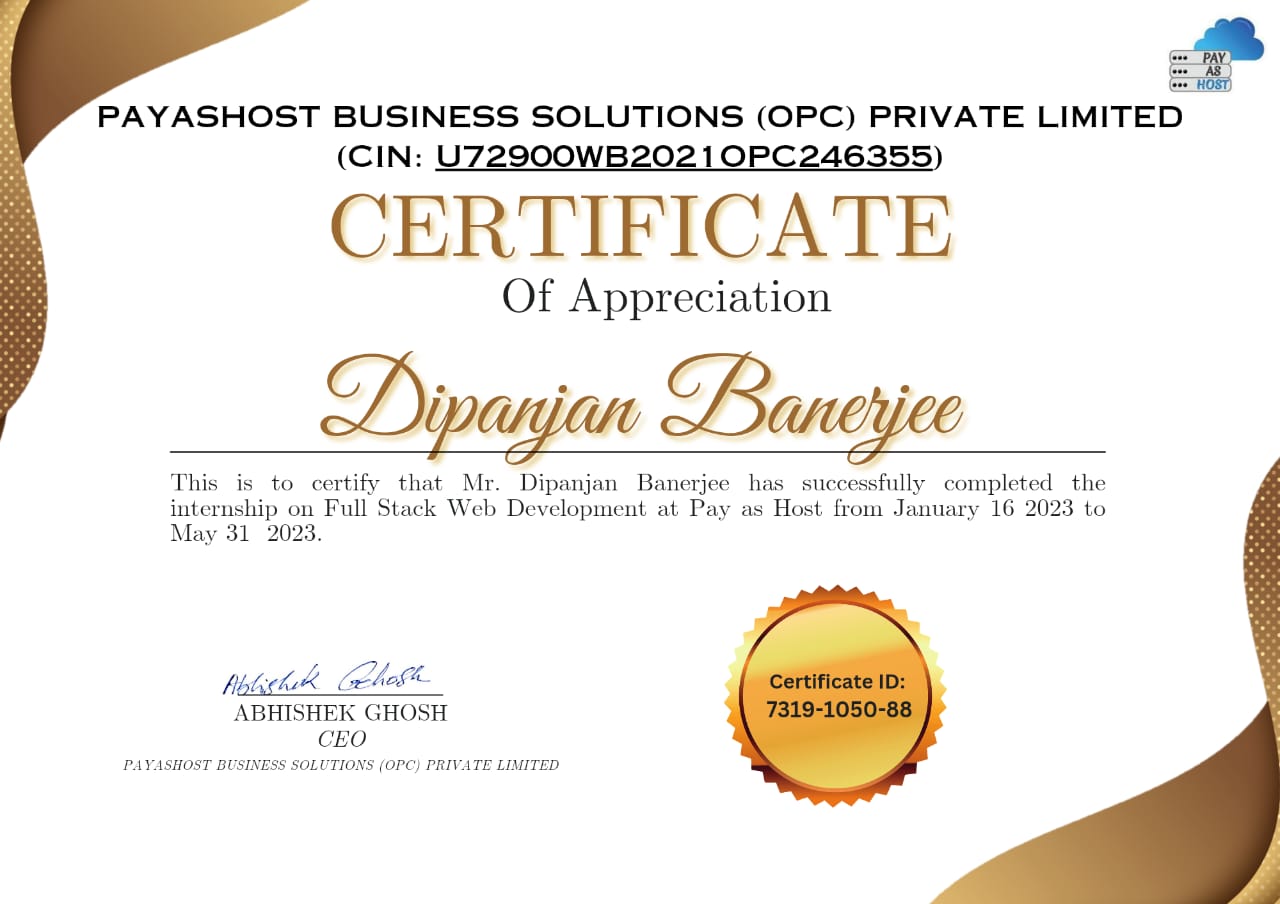 PAY
AS
HOST
PAYASHOST BUSINESS SOLUTIONS (OPC) PRIVATE LIMITED
(CIN: U72900WB2021OPC246355)
CERTIFICATE
Of Appreciation
Dipanjan Banerjee
This is to certify that Mr. Dipanjan Banerjee has successfully completed the
internship on Full Stack Web Development at Pay as Host from January 16 2023 to
May 31 2023.
Abhishek Ghosh
ABHISHEK GHOSH
CEO
PAYASHOST BUSINESS SOLUTIONS (OPC) PRIVATE LIMITED
Certificate ID:
7319-1050-88